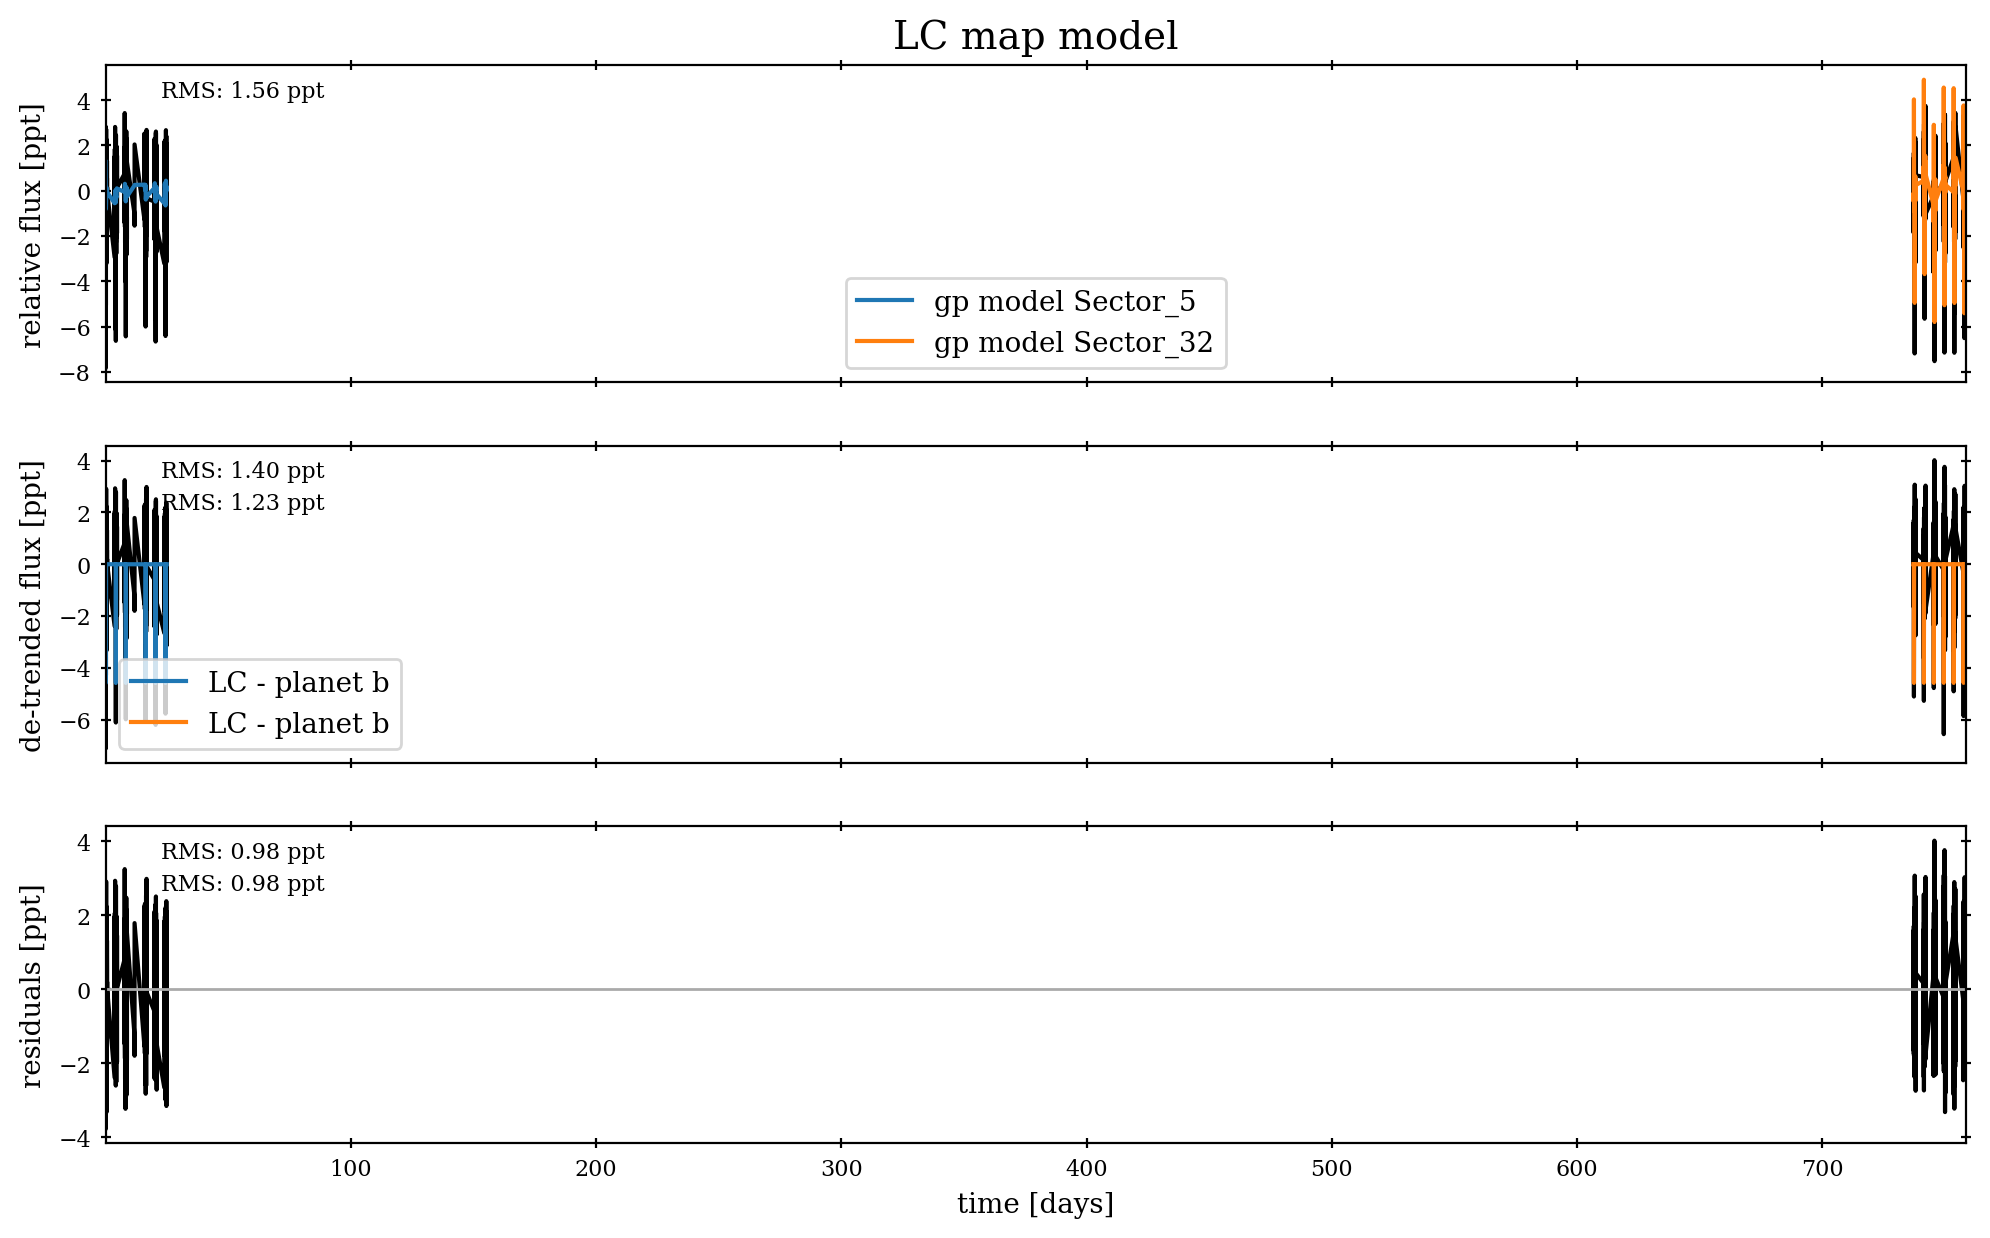 LC map model
relative flux [ppt]
4
2
0
−2
−4
−6
−8
RMS: 1.56 ppt
gp model Sector_5
gp model Sector_32
de-trended flux [ppt]
4
2
0
−2
−4
−6
RMS: 1.40 ppt
RMS: 1.23 ppt
LC - planet b
LC - planet b
residuals [ppt]
4
2
0
−2
−4
RMS: 0.98 ppt
RMS: 0.98 ppt
100 200 300 400 500 600 700
time [days]